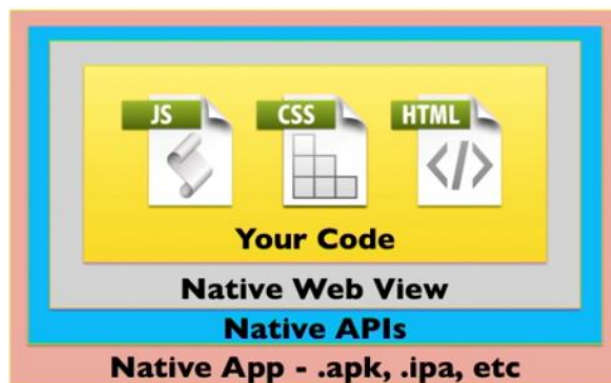 JS CSS HTML
</>
Your Code
Native Web View
Native APIs
Native App - .apk, .ipa, etc